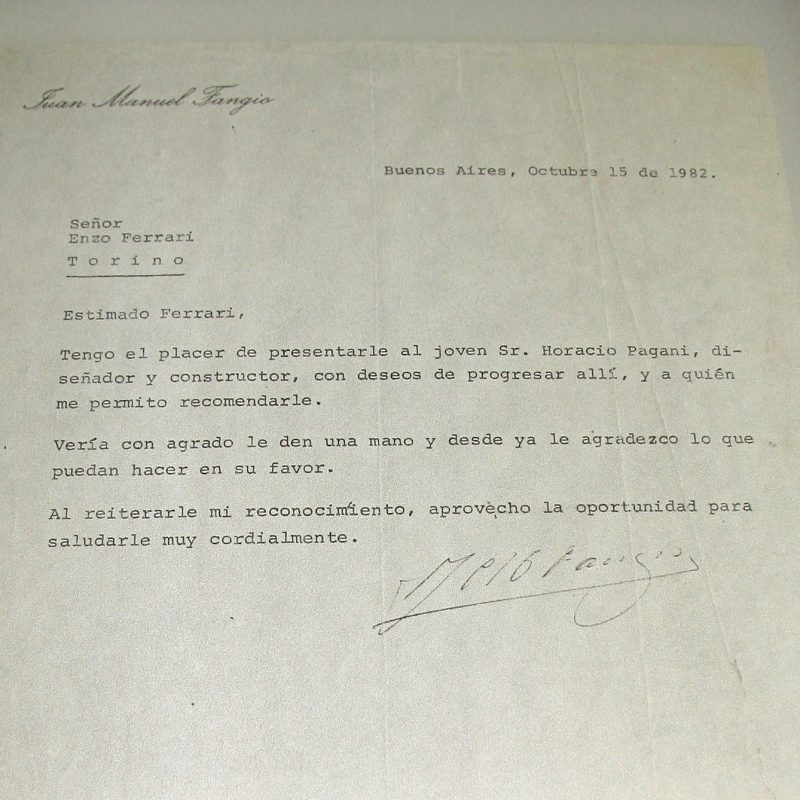 Juan Manuel Fangio
Buenos Aires, Octubre 15 de 1982.
Señor
Enzo Ferrari
T o r i n o
Estimado Ferrari,
Tengo el placer de presentarle al joven Sr. Horacio Pagani, di-
señador y constructor, con deseos de progresar allí, y a quién
me permito recomendarle.
Vería con agrado le den una mano y desde ya le agradezco lo que
puedan hacer en su favor.
Al reiterarle mi reconocimiento, aprovecho la oportunidad para
saludarle muy cordialmente.
Fangio